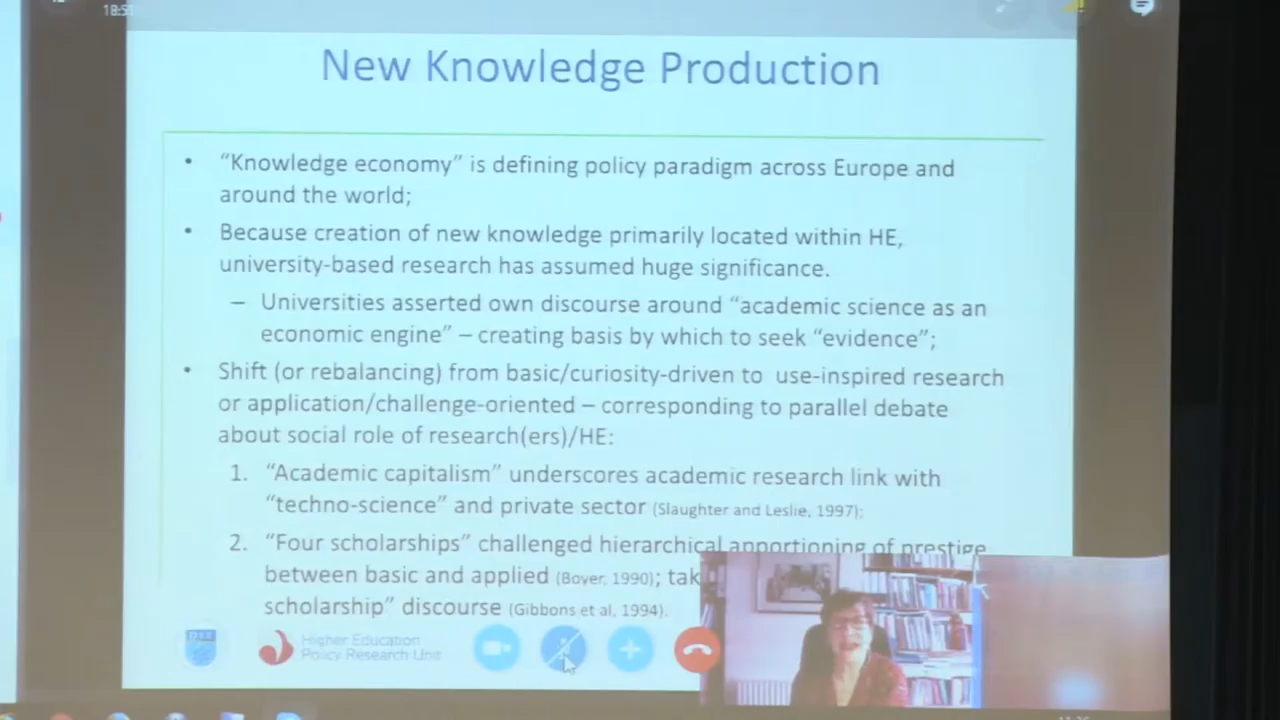 New Knowledge Production
• “Knowledge economy” is defining policy paradigm across Europe and
around the world;
• Because creation of new knowledge primarily located within HE,
university-based research has assumed huge significance.
– Universities asserted own discourse around “academic science as an
economic engine” – creating basis by which to seek “evidence”;
• Shift (or rebalancing) from basic/curiosity-driven to use-inspired research
or application/challenge-oriented – corresponding to parallel debate
about social role of research(ers)/HE:
1. “Academic capitalism” underscores academic research link with
“techno-science” and private sector (Slaughter and Leslie, 1997);
2. “Four scholarships” challenged hierarchical apportioning of prestige
between basic and applied (Boyer, 1990); tak
scholarship” discourse (Gibbons et al, 1994).
Higher Education
Policy Research Unit